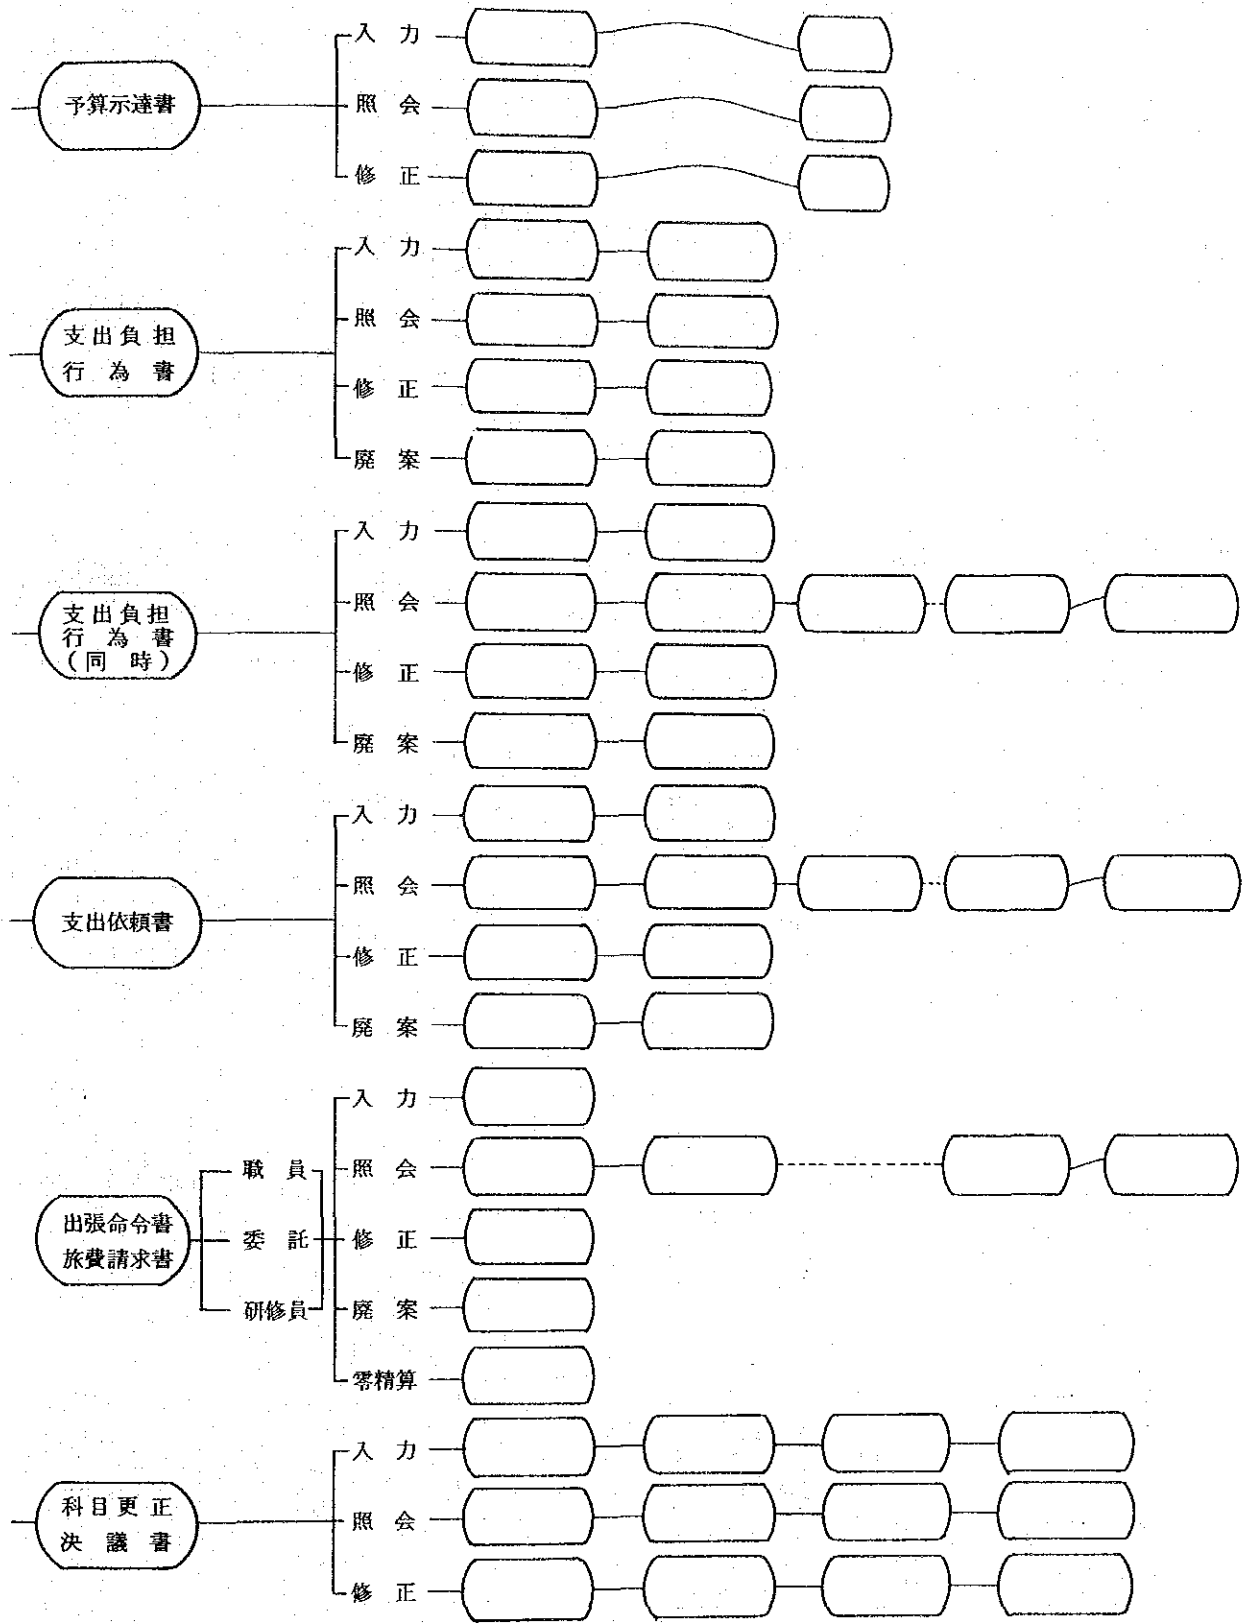 入力
予算示達書
照会
修正
入力
照会
支出負担
行為書
修正
廃案
入力
照会
支出負担
行為書
(同時)
修正
廃案
入力
照会
支出依頼書
修正
廃案
入力
職員
照会
出張命令書
旅費請求書
委託
修正
研修員
廃案
零精算
入力
科目更正
決議書
照会
修正